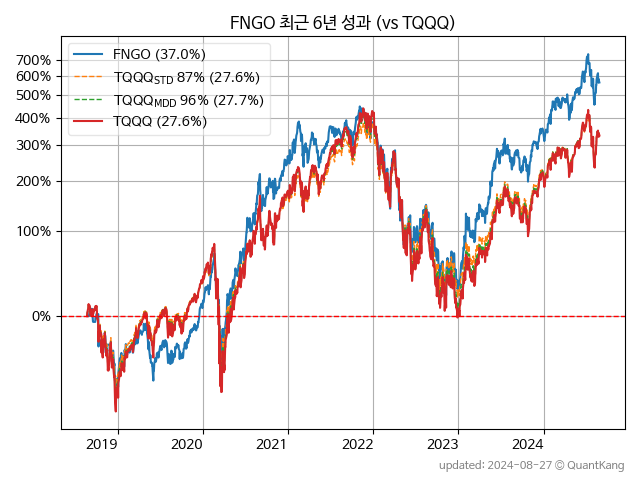 FNGO 최근 6년 성과 (vs TQQQ)
FNGO (37.0%)
TQQQSTD 87% (27.6%)
TQQQMDD 96% (27.7%)
TQQQ (27.6%)
700%
600%
500%
400%
300%
200%
100%
0%
2019 2020 2021 2022 2023 2024
updated: 2024-08-27 © QuantKang